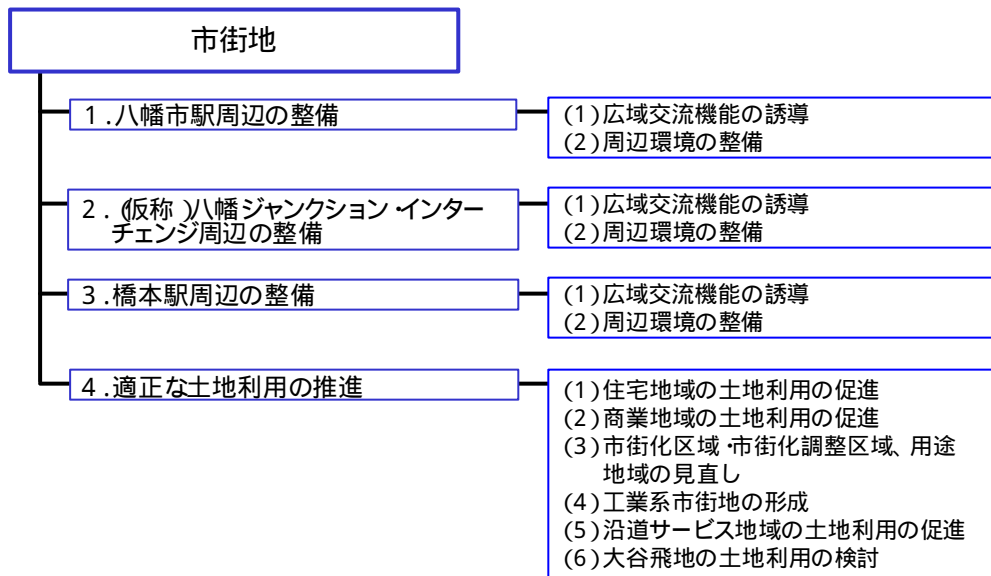 市街地
1.八幡市駅周辺の整備
(1)広域交流機能の誘導
(2)周辺環境の整備
2.(仮称)八幡ジャンクション・インター
チェンジ周辺の整備
(1)広域交流機能の誘導
(2)周辺環境の整備
3.橋本駅周辺の整備
(1)広域交流機能の誘導
(2)周辺環境の整備
4.適正な土地利用の推進
(1)住宅地域の土地利用の促進
(2)商業地域の土地利用の促進
(3)市街化区域・市街化調整区域、用途
地域の見直し
(4)工業系市街地の形成
(5)沿道サービス地域の土地利用の促進
(6)大谷飛地の土地利用の検討